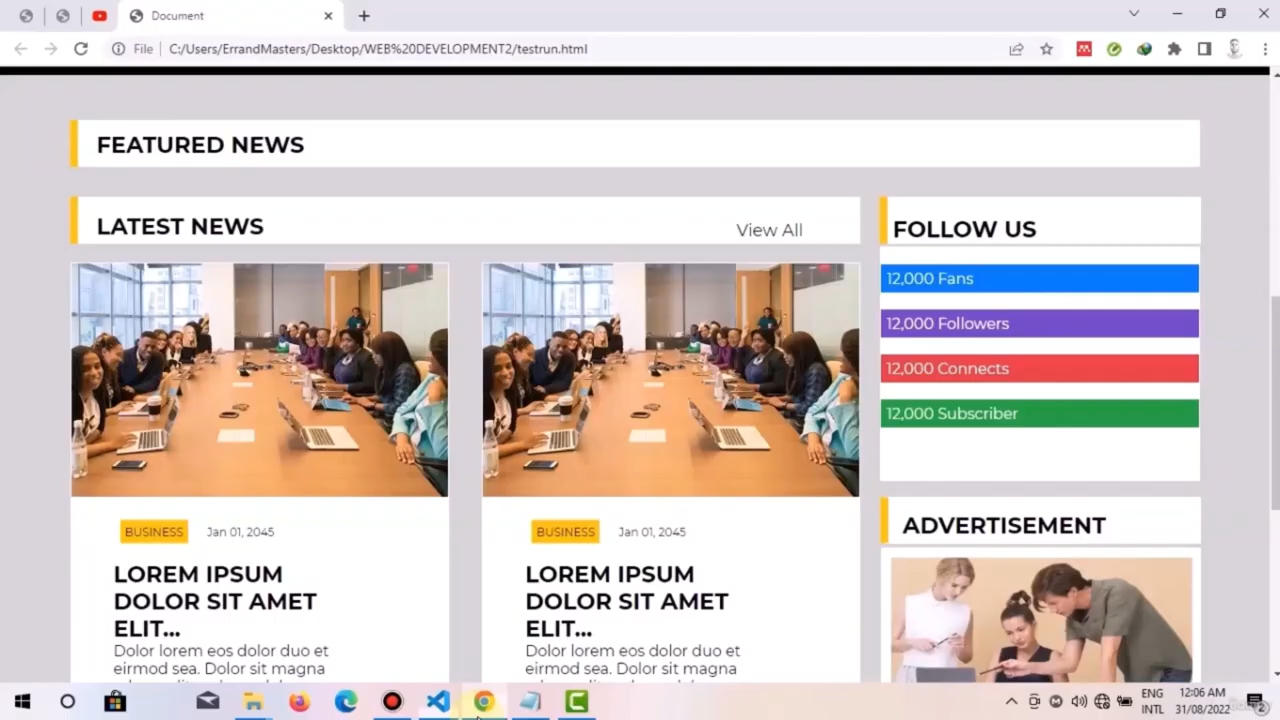 Document
File
C:/Users/ErrandMasters/Desktop/WEB%20DEVELOPMENT2/testrun.html
FEATURED NEWS
LATEST NEWS
View All
FOLLOW US
12,000 Fans
12,000 Followers
12,000 Connects
12,000 Subscriber
BUSINESS
Jan 01, 2045
LOREM IPSUM
DOLOR SIT AMET
ELIT...
Dolor lorem eos dolor duo et
eirmod sea. Dolor sit magna
BUSINESS
Jan 01, 2045
LOREM IPSUM
DOLOR SIT AMET
ELIT...
Dolor lorem eos dolor duo et
eirmod sea. Dolor sit magna
ADVERTISEMENT
ENG
INTL
12:06 AM
31/08/2022